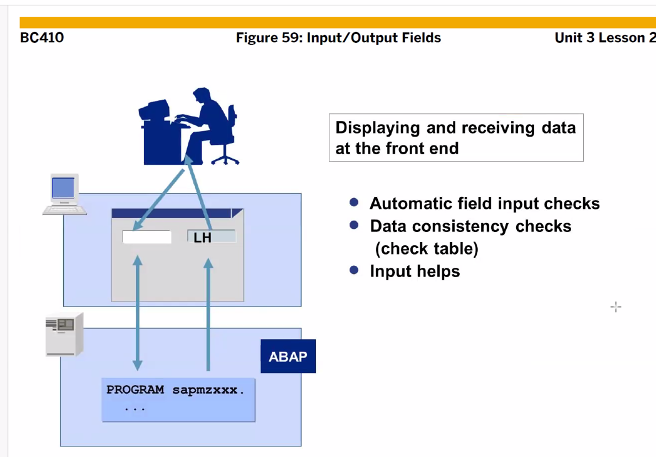 BC410
Figure 59: Input/Output Fields
Unit 3 Lesson 2
Displaying and receiving data
at the front end
Automatic field input checks
Data consistency checks
(check table)
Input helps
LH
ABAP
PROGRAM sapmzxxx.
...